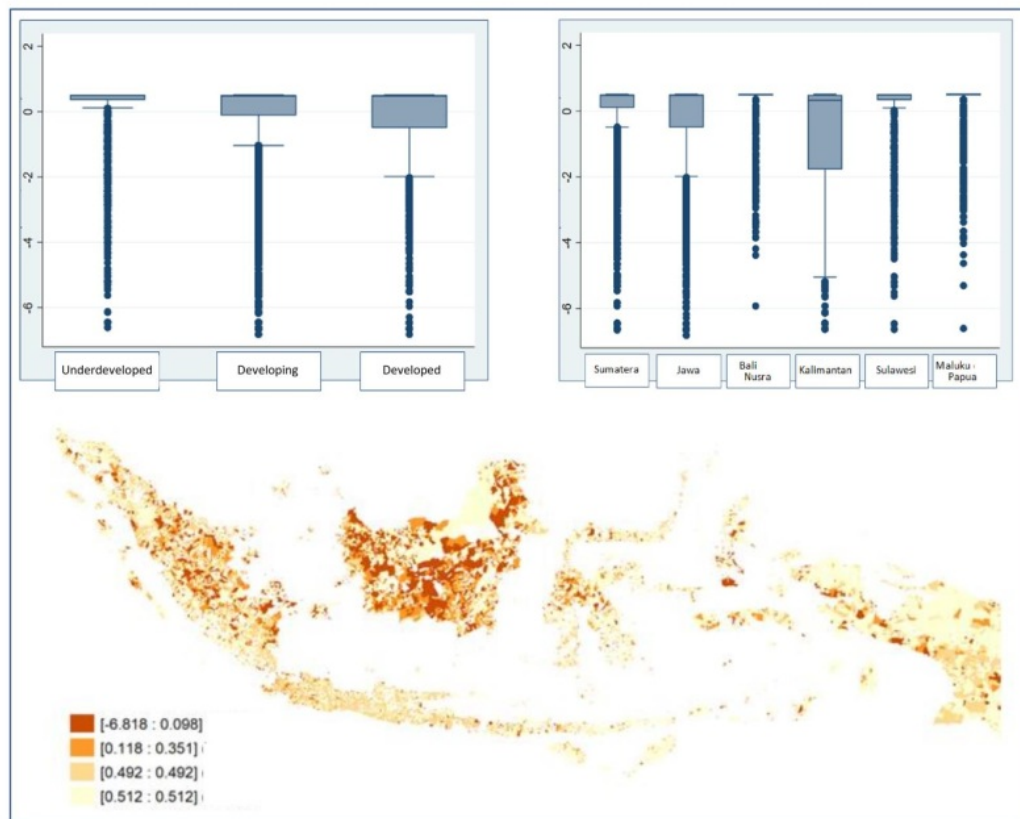 2
0
-2
-4
-6
Underdeveloped
Developing
Developed
2
0
-2
-4
-6
Sumatera
Jawa
Bali
Nusra
Kalimantan
Sulawesi
Maluku
Papua
[-6.818 : 0.098]
[0.118 : 0.351]
[0.492 : 0.492]
[0.512 : 0.512]